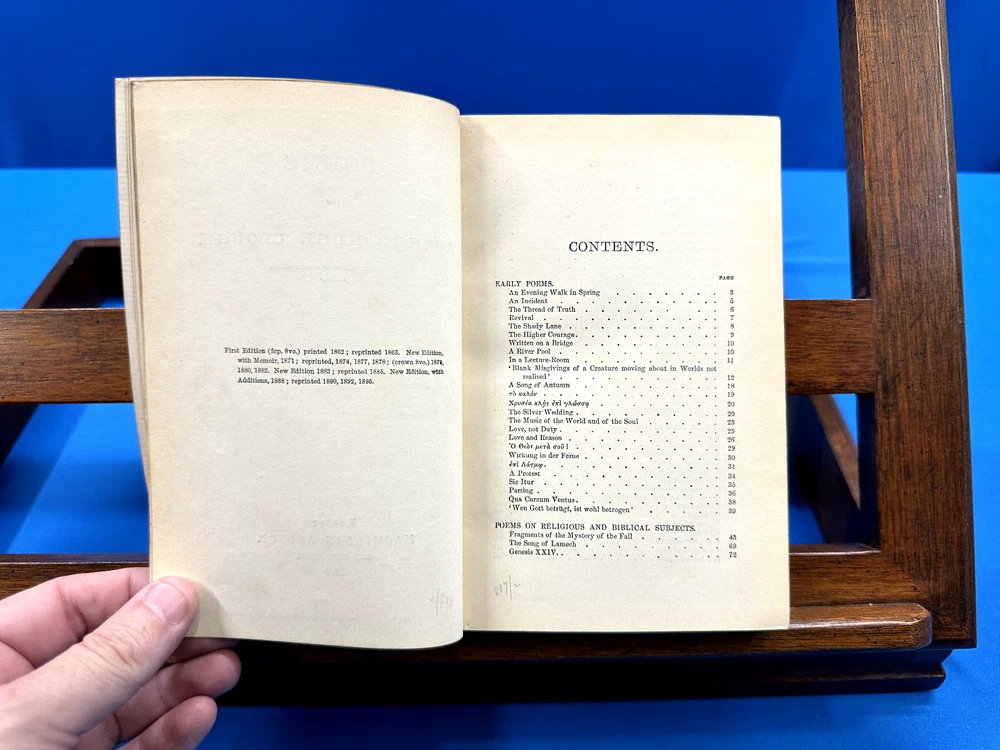 First Edition (fcp. 8vo.) printed 1862; reprinted 1863. New Edition,
with Memoir, 1871: reprinted, 1874, 1877, 1878; (crown 8vo.) 1879,
1880, 1882. New Edition 1883; reprinted 1885. New Edition, with
Additions, 1888; reprinted 1890, 1892, 1895.
CONTENTS.
PAGE
EARLY POEMS.
An Evening Walk in Spring 3
An Incident 5
The Thread of Truth 6
Revival 7
The Shady Lane 8
The Higher Courage 9
Written on a Bridge 10
A River Pool 10
In a Lecture-Room 11
'Blank Misgivings of a Creature moving about in Worlds not
realised' 12
A Song of Autumn 18
τὸ καλόν 19
Χρυσέα κλῂς ἐπὶ γλώσσᾳ 20
The Silver Wedding 20
The Music of the World and of the Soul 23
Love, not Duty 25
Love and Reason 26
Ὁ Θεὸς μετὰ σοῦ! 29
Wirkung in der Ferne 30
ἐπὶ Λάτμῳ 31
A Protest 34
Sic Itur 35
Parting 36
Qua Cursum Ventus 38
'Wen Gott betrügt, ist wohl betrogen' 39
POEMS ON RELIGIOUS AND BIBLICAL SUBJECTS.
Fragments of the Mystery of the Fall 43
The Song of Lamech 69
Genesis XXIV. 72